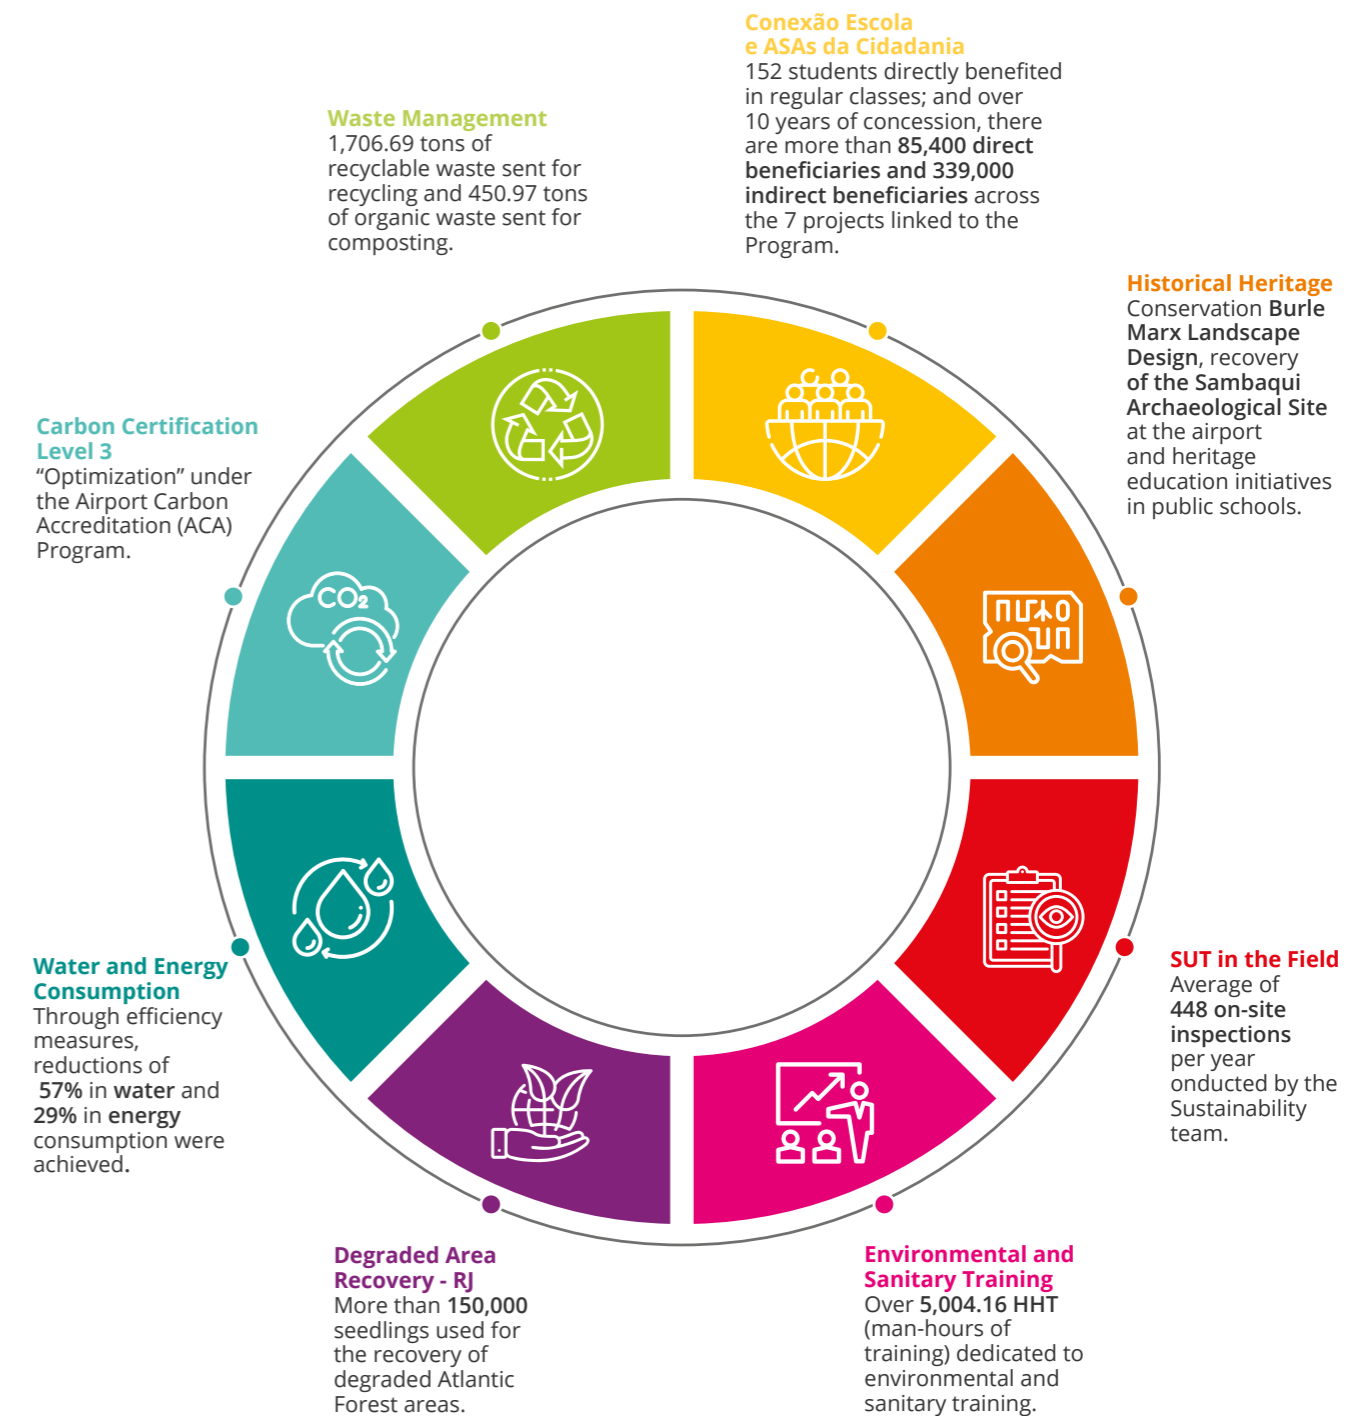 Conexão Escola
e ASAs da Cidadania
152 students directly benefited
in regular classes; and over
10 years of concession, there
are more than 85,400 direct
beneficiaries and 339,000
indirect beneficiaries across
the 7 projects linked to the
Program.
Historical Heritage
Conservation Burle
Marx Landscape
Design, recovery
of the Sambaqui
Archaeological Site
at the airport
and heritage
education initiatives
in public schools.
SUT in the Field
Average of
448 on-site
inspections
per year
onducted by the
Sustainability
team.
Environmental and
Sanitary Training
Over 5,004.16 HHT
(man-hours of
training) dedicated to
environmental and
sanitary training.
Degraded Area
Recovery - RJ
More than 150,000
seedlings used for
the recovery of
degraded Atlantic
Forest areas.
Water and Energy
Consumption
Through efficiency
measures,
reductions of
57% in water and
29% in energy
consumption were
achieved.
Carbon Certification
Level 3
“Optimization” under
the Airport Carbon
Accreditation (ACA)
Program.
CO2
Waste Management
1,706.69 tons of
recyclable waste sent for
recycling and 450.97 tons
of organic waste sent for
composting.